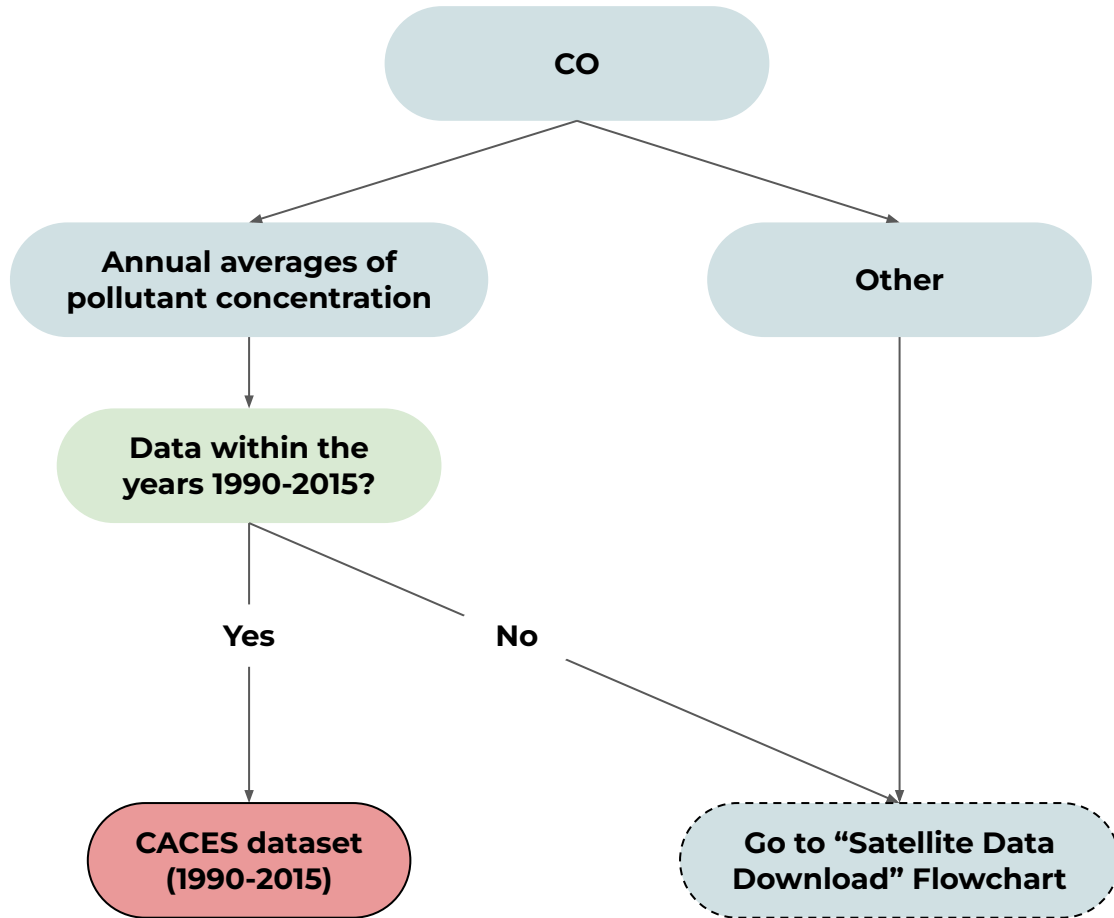 CO
Annual averages of
pollutant concentration
Other
Data within the
years 1990-2015?
Yes
No
CACES dataset
(1990-2015)
Go to “Satellite Data
Download” Flowchart